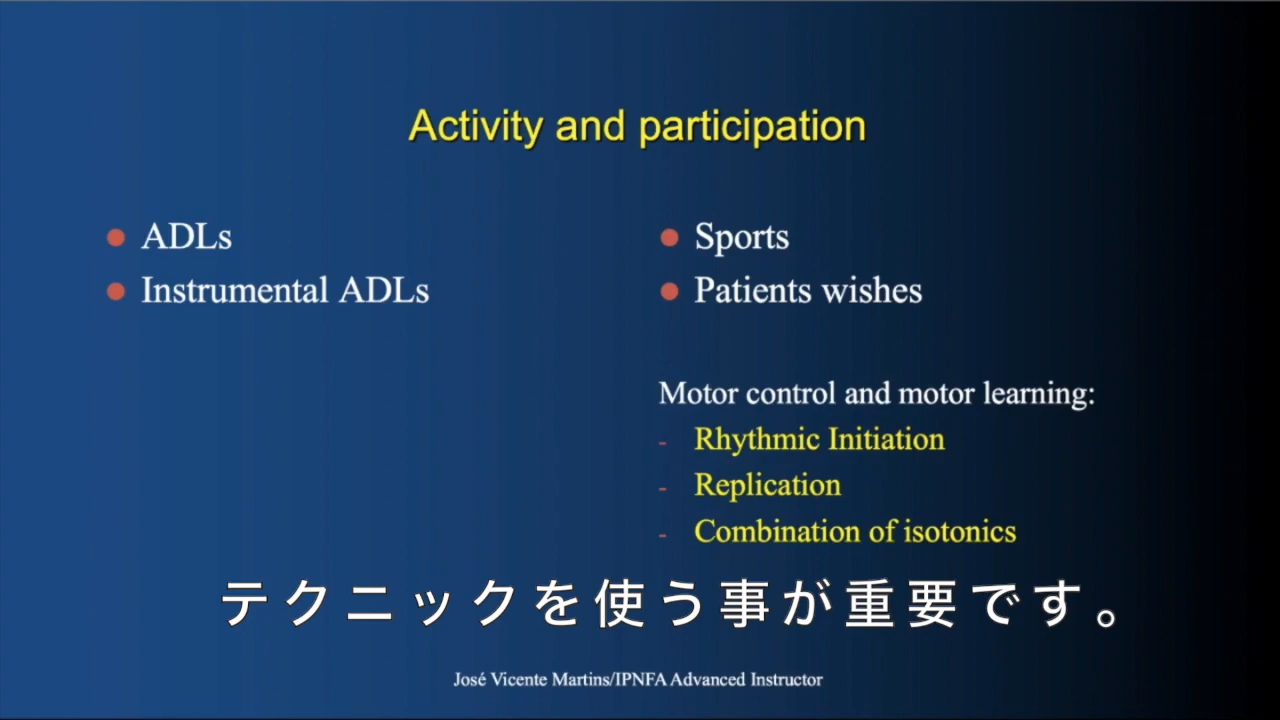 Activity and participation
ADLs
Instrumental ADLs
Sports
Patients wishes
Motor control and motor learning:
- Rhythmic Initiation
- Replication
- Combination of isotonics
テクニックを使う事が重要です。
José Vicente Martins/IPNFA Advanced Instructor